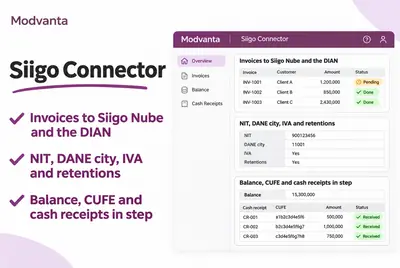 Modvanta
Siigo Connector
Invoices to Siigo Nube
and the DIAN
NIT, DANE city, IVA
and retentions
Balance, CUFE and
cash receipts in step
Modvanta
Overview
Invoices
Balance
Cash Receipts
Invoices to Siigo Nube and the DIAN
Invoice Customer Amount Status
INV-1001 Client A 1,200,000 Pending
INV-1002 Client B 850,000 Done
INV-1003 Client C 2,430,000 Done
NIT, DANE city, IVA and retentions
NIT 900123456
DANE city 11001
IVA Yes
Retentions Yes
Balance, CUFE and cash receipts in step
Balance 15,300,000
Cash receipt CUFE Amount Status
CR-001 a1b2c3d4e5f6 500,000 Received
CR-002 b2c3d4e5f6g7 1,000,000 Received
CR-003 c3d4e5f6g7h8 750,000 Received